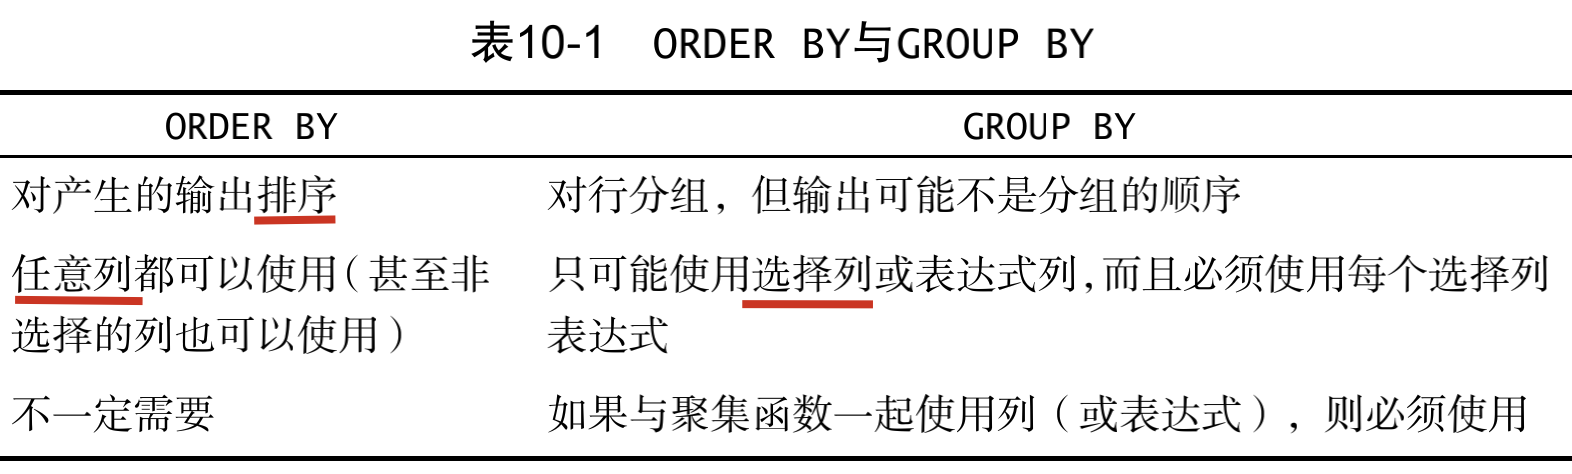 表10-1 ORDER BY与GROUP BY
ORDER BY GROUP BY
对产生的输出排序 对行分组，但输出可能不是分组的顺序
任意列都可以使用（甚至非 只可能使用选择列或表达式列，而且必须使用每个选择列
选择的列也可以使用） 表达式
不一定需要 如果与聚集函数一起使用列（或表达式），则必须使用